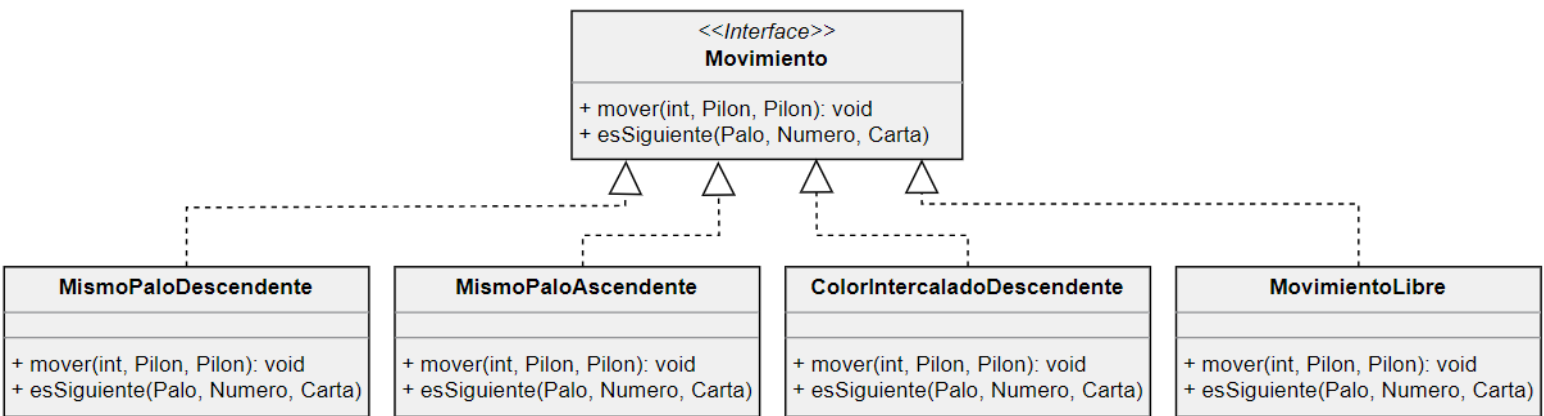 <<Interface>>
Movimiento
+ mover(int, Pilon, Pilon): void
+ esSiguiente(Palo, Numero, Carta)
MismoPaloDescendente
+ mover(int, Pilon, Pilon): void
+ esSiguiente(Palo, Numero, Carta)
MismoPaloAscendente
+ mover(int, Pilon, Pilon): void
+ esSiguiente(Palo, Numero, Carta)
ColorIntercaladoDescendente
+ mover(int, Pilon, Pilon): void
+ esSiguiente(Palo, Numero, Carta)
MovimientoLibre
+ mover(int, Pilon, Pilon): void
+ esSiguiente(Palo, Numero, Carta)